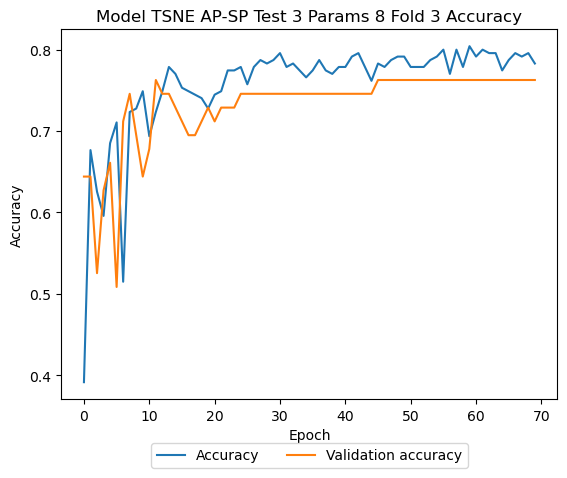 Model TSNE AP-SP Test 3 Params 8 Fold 3 Accuracy
0.8
0.7
0.6
0.5
0.4
Accuracy
0 10 20 30 40 50 60 70
Epoch
Accuracy Validation accuracy